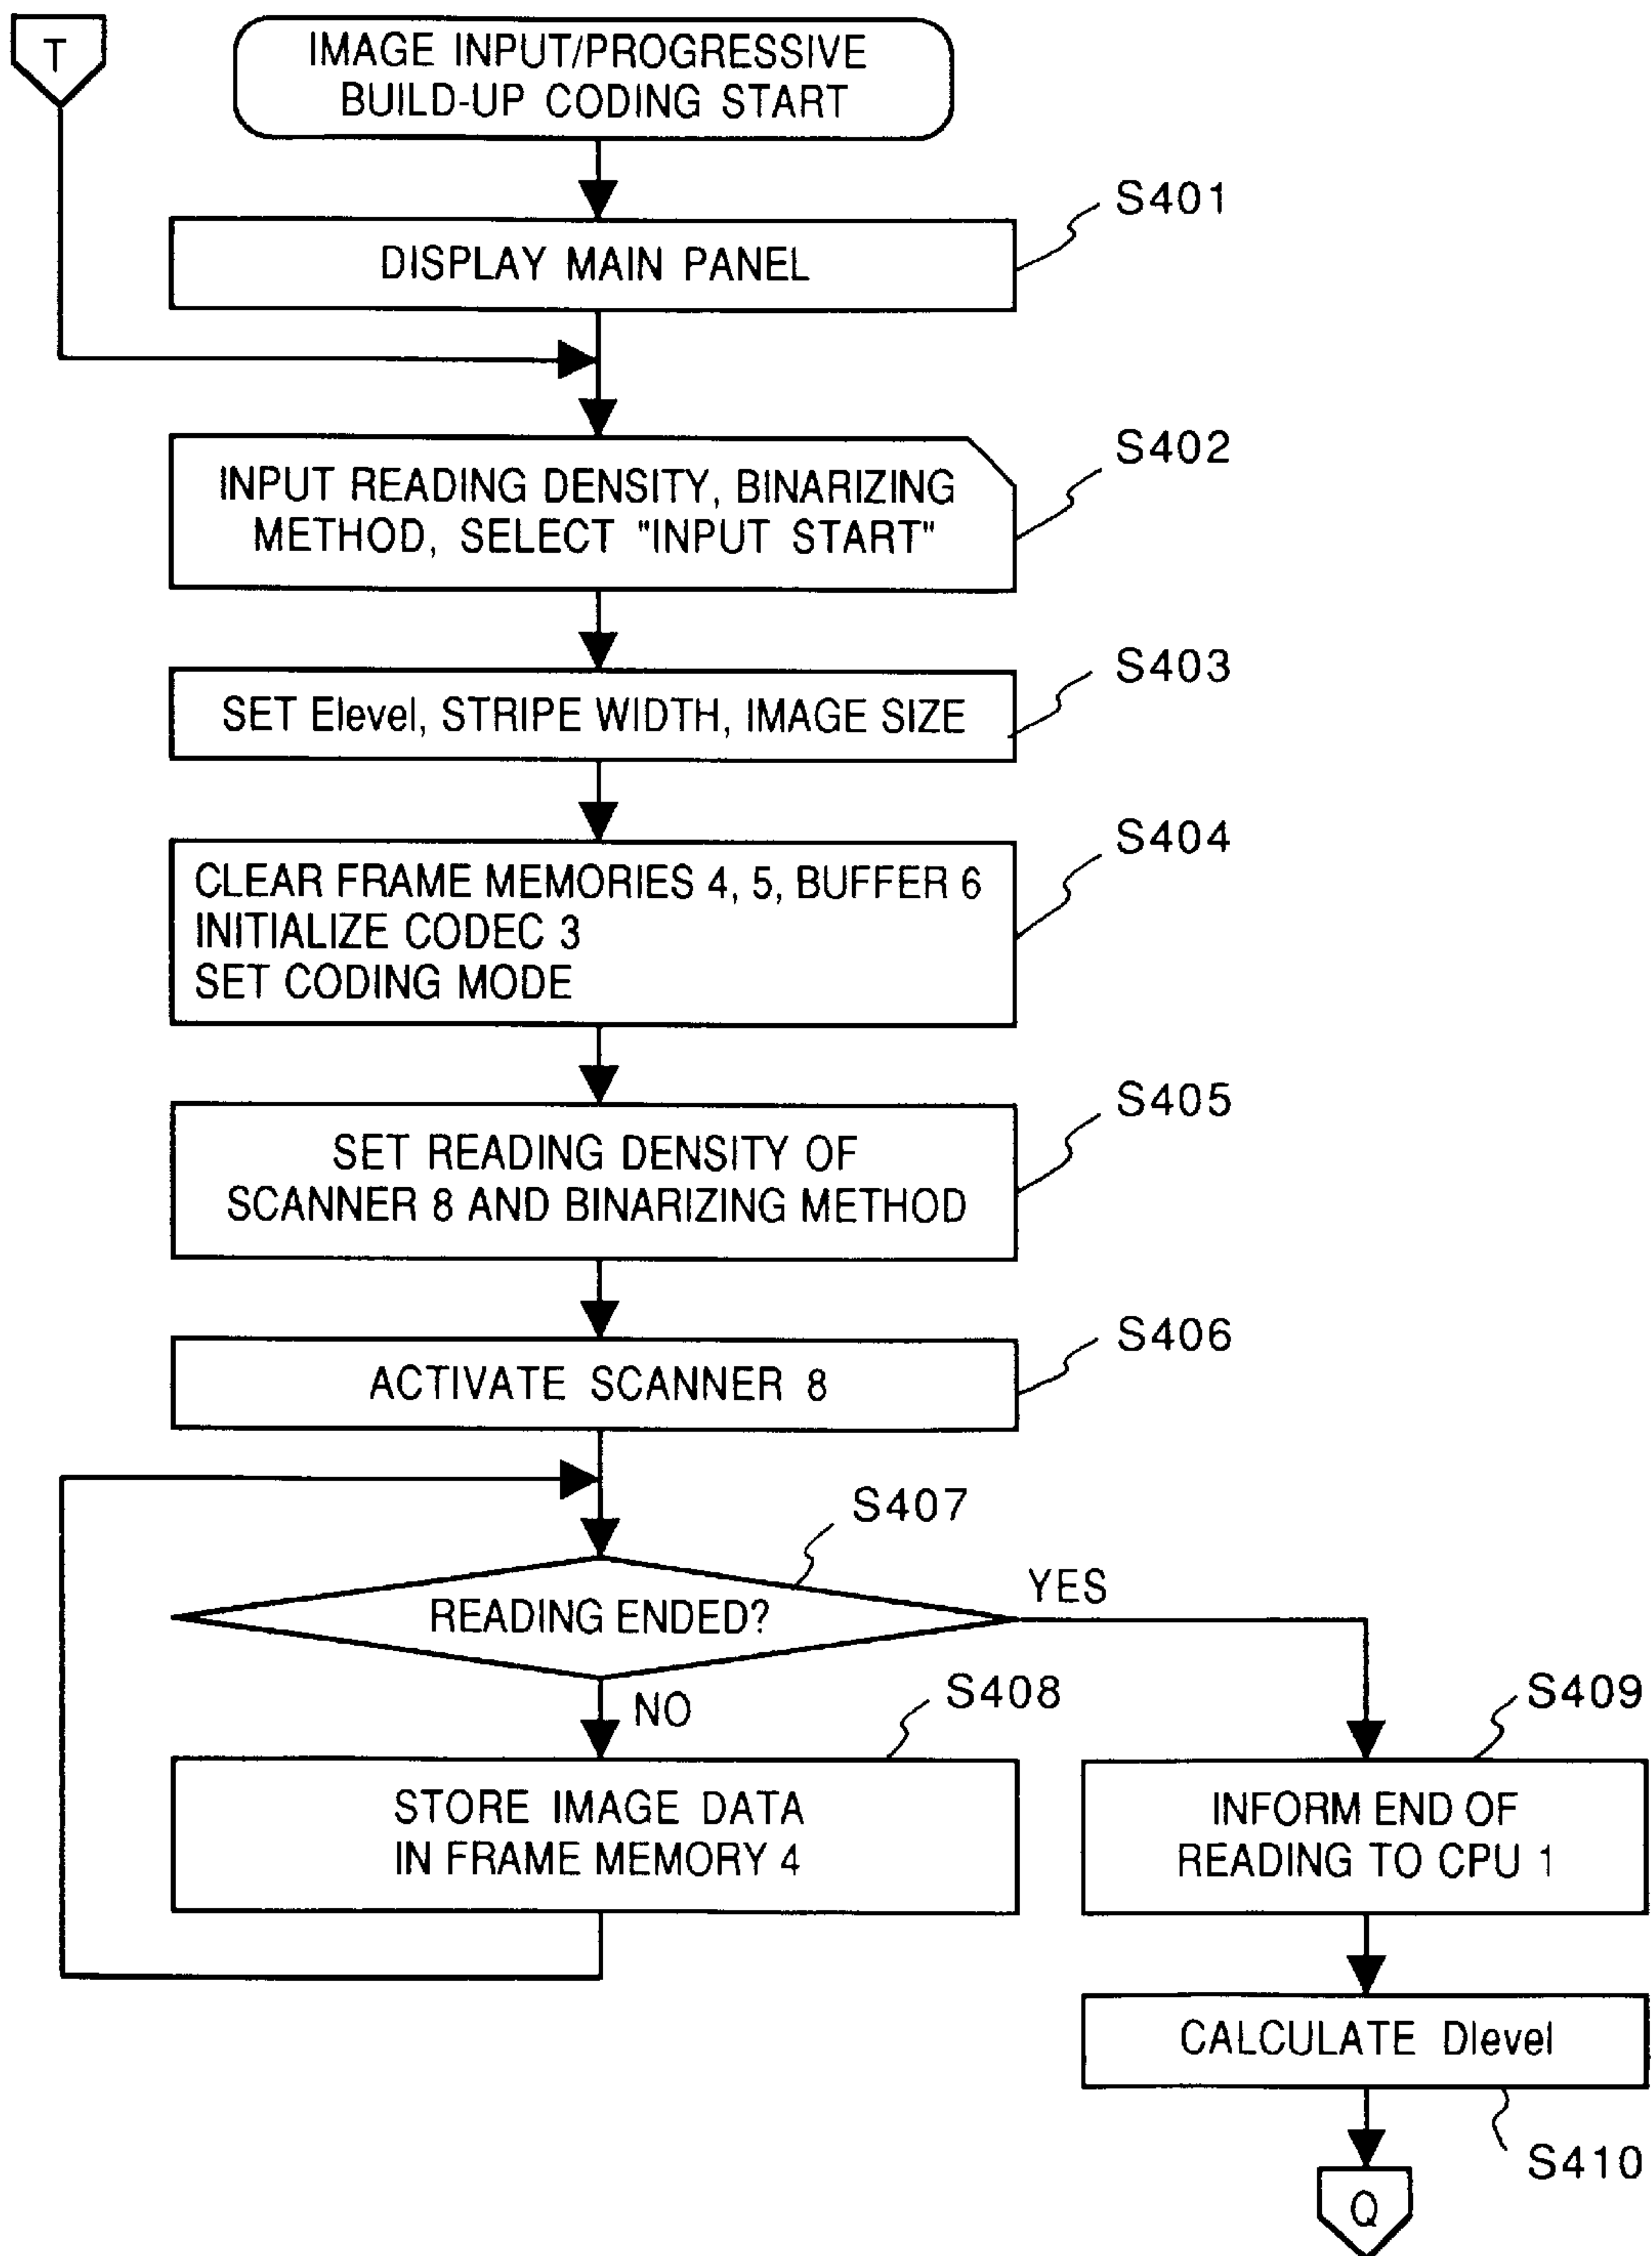 T
IMAGE INPUT/PROGRESSIVE
BUILD-UP CODING START
S401
DISPLAY MAIN PANEL
S402
INPUT READING DENSITY, BINARIZING
METHOD, SELECT "INPUT START"
S403
SET Elevel, STRIPE WIDTH, IMAGE SIZE
S404
CLEAR FRAME MEMORIES 4, 5, BUFFER 6
INITIALIZE CODEC 3
SET CODING MODE
S405
SET READING DENSITY OF
SCANNER 8 AND BINARIZING METHOD
S406
ACTIVATE SCANNER 8
S407
READING ENDED?
YES
NO
S408
STORE IMAGE DATA
IN FRAME MEMORY 4
S409
INFORM END OF
READING TO CPU 1
CALCULATE Dlevel
S410
Q